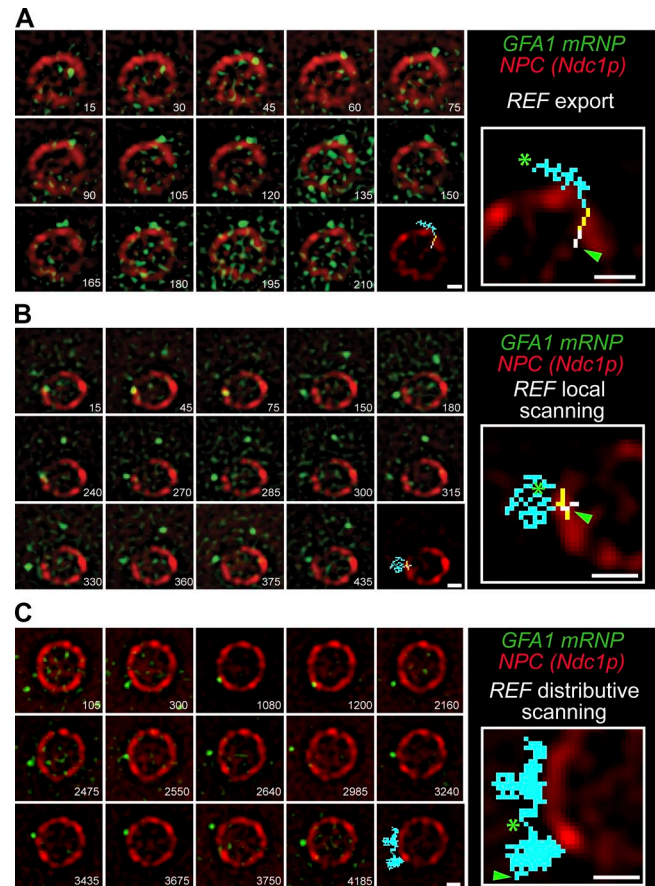 A
GFA1 mRNP
NPC (Ndc1p)
REF export
15 30 45 60 75
90 105 120 135 150
165 180 195 210
*
B
GFA1 mRNP
NPC (Ndc1p)
REF local
scanning
15 45 75 150 180
240 270 285 300 315
330 360 375 435
*
C
GFA1 mRNP
NPC (Ndc1p)
REF distributive
scanning
105 300 1080 1200 2160
2475 2550 2640 2985 3240
3435 3675 3750 4185
*